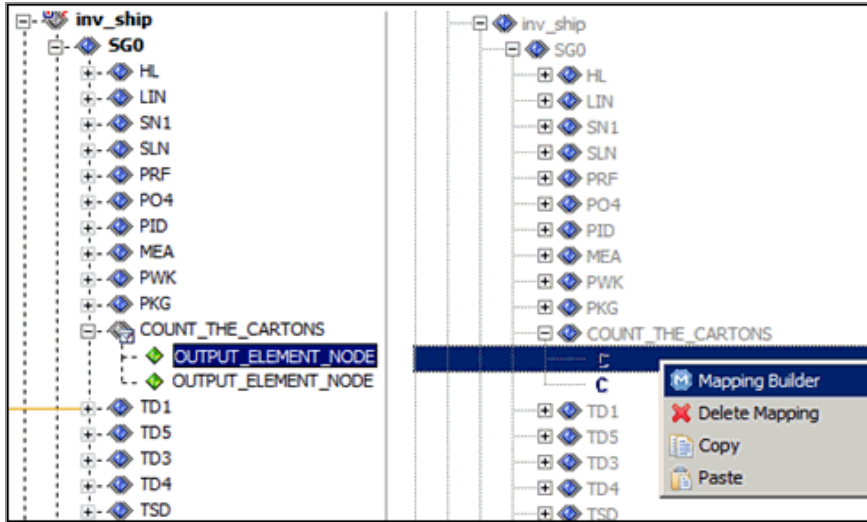 inv_ship
SG0
HL
LIN
SN1
SLN
PRF
PO4
PID
MEA
PWK
PKG
COUNT_THE_CARTONS
OUTPUT_ELEMENT_NODE
OUTPUT_ELEMENT_NODE
TD1
TD5
TD3
TD4
TSD
inv_ship
SG0
HL
LIN
SN1
SLN
PRF
PO4
PID
MEA
PWK
PKG
COUNT_THE_CARTONS
C
C
TD1
TD5
TD3
TD4
TSD
Mapping Builder
Delete Mapping
Copy
Paste